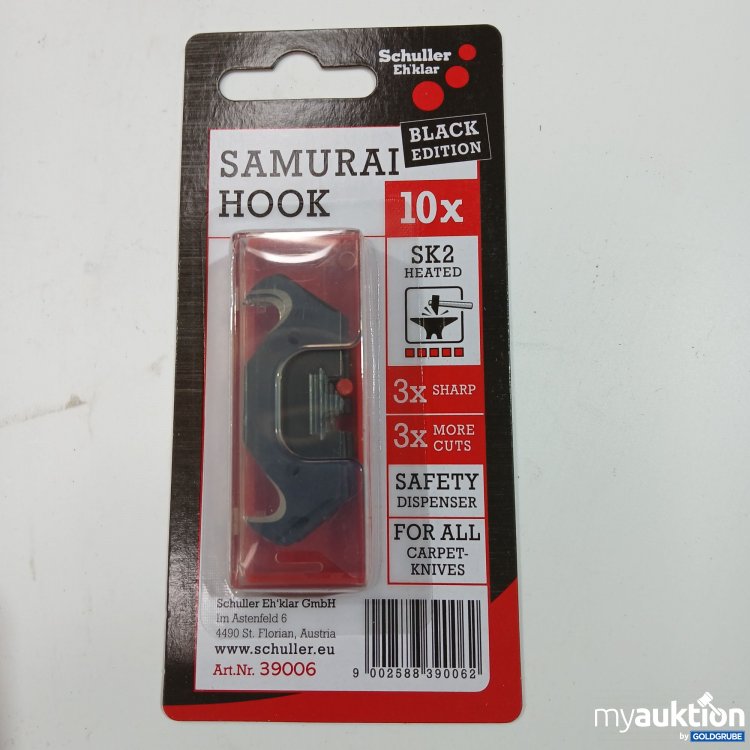 Schuller
Eh'klar
BLACK
EDITION
SAMURAI
HOOK
10x
SK2
HEATED
3x SHARP
3x MORE
CUTS
SAFETY
DISPENSER
FOR ALL
CARPET-
KNIVES
Schuller Eh'klar GmbH
Im Astenfeld 6
4490 St. Florian, Austria
www.schuller.eu
Art.Nr. 39006
9 002588 390062
myauktion
by GOLDGRUBE